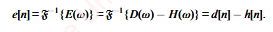 e[n] = 𝔉⁻¹{E(ω)} = 𝔉⁻¹{D(ω) − H(ω)} = d[n] − h[n].